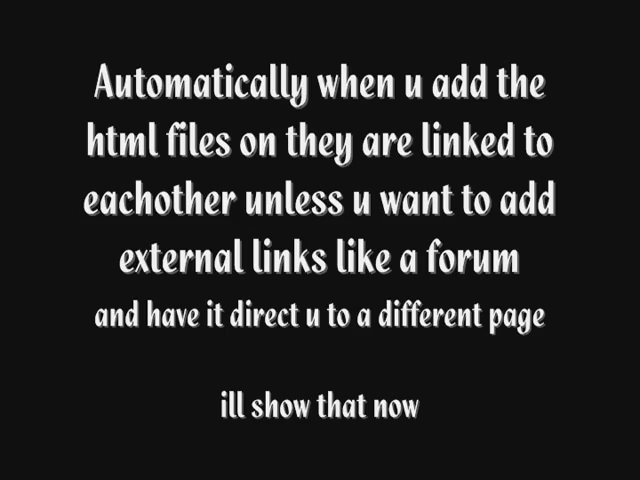 Automatically when u add the
html files on they are linked to
eachother unless u want to add
external links like a forum
and have it direct u to a different page
ill show that now